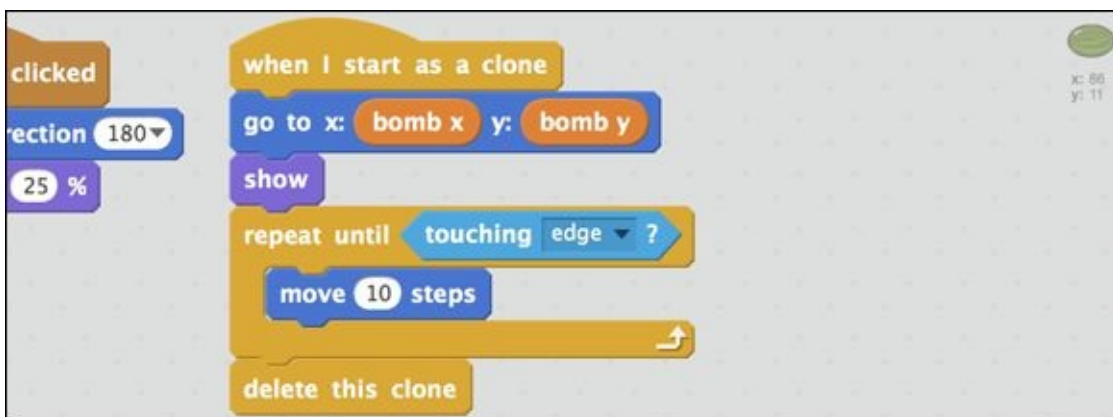 clicked
rection 180
25 %
when I start as a clone
go to x: bomb x y: bomb y
show
repeat until touching edge ?
move 10 steps
delete this clone
x: 86
y: 11